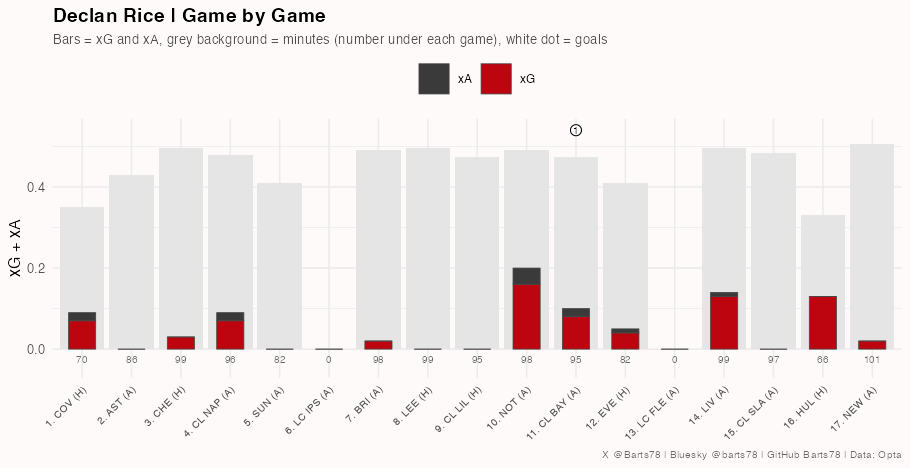 Declan Rice | Game by Game
Bars = xG and xA, grey background = minutes (number under each game), white dot = goals
xA
xG
1
xG + xA
0.4
0.2
0.0
70 86 99 96 82 0 98 99 95 98 95 82 0 99 97 66 101
1. COV (H)
2. AST (A)
3. CHE (H)
4. CL NAP (A)
5. SUN (A)
6. LC IPS (A)
7. BRI (A)
8. LEE (H)
9. CL LIL (H)
10. NOT (A)
11. CL BAY (A)
12. EVE (H)
13. LC FLE (A)
14. LIV (A)
15. CL SLA (A)
16. HUL (H)
17. NEW (A)
X @Barts78 | Bluesky @barts78 | GitHub Barts78 | Data: Opta